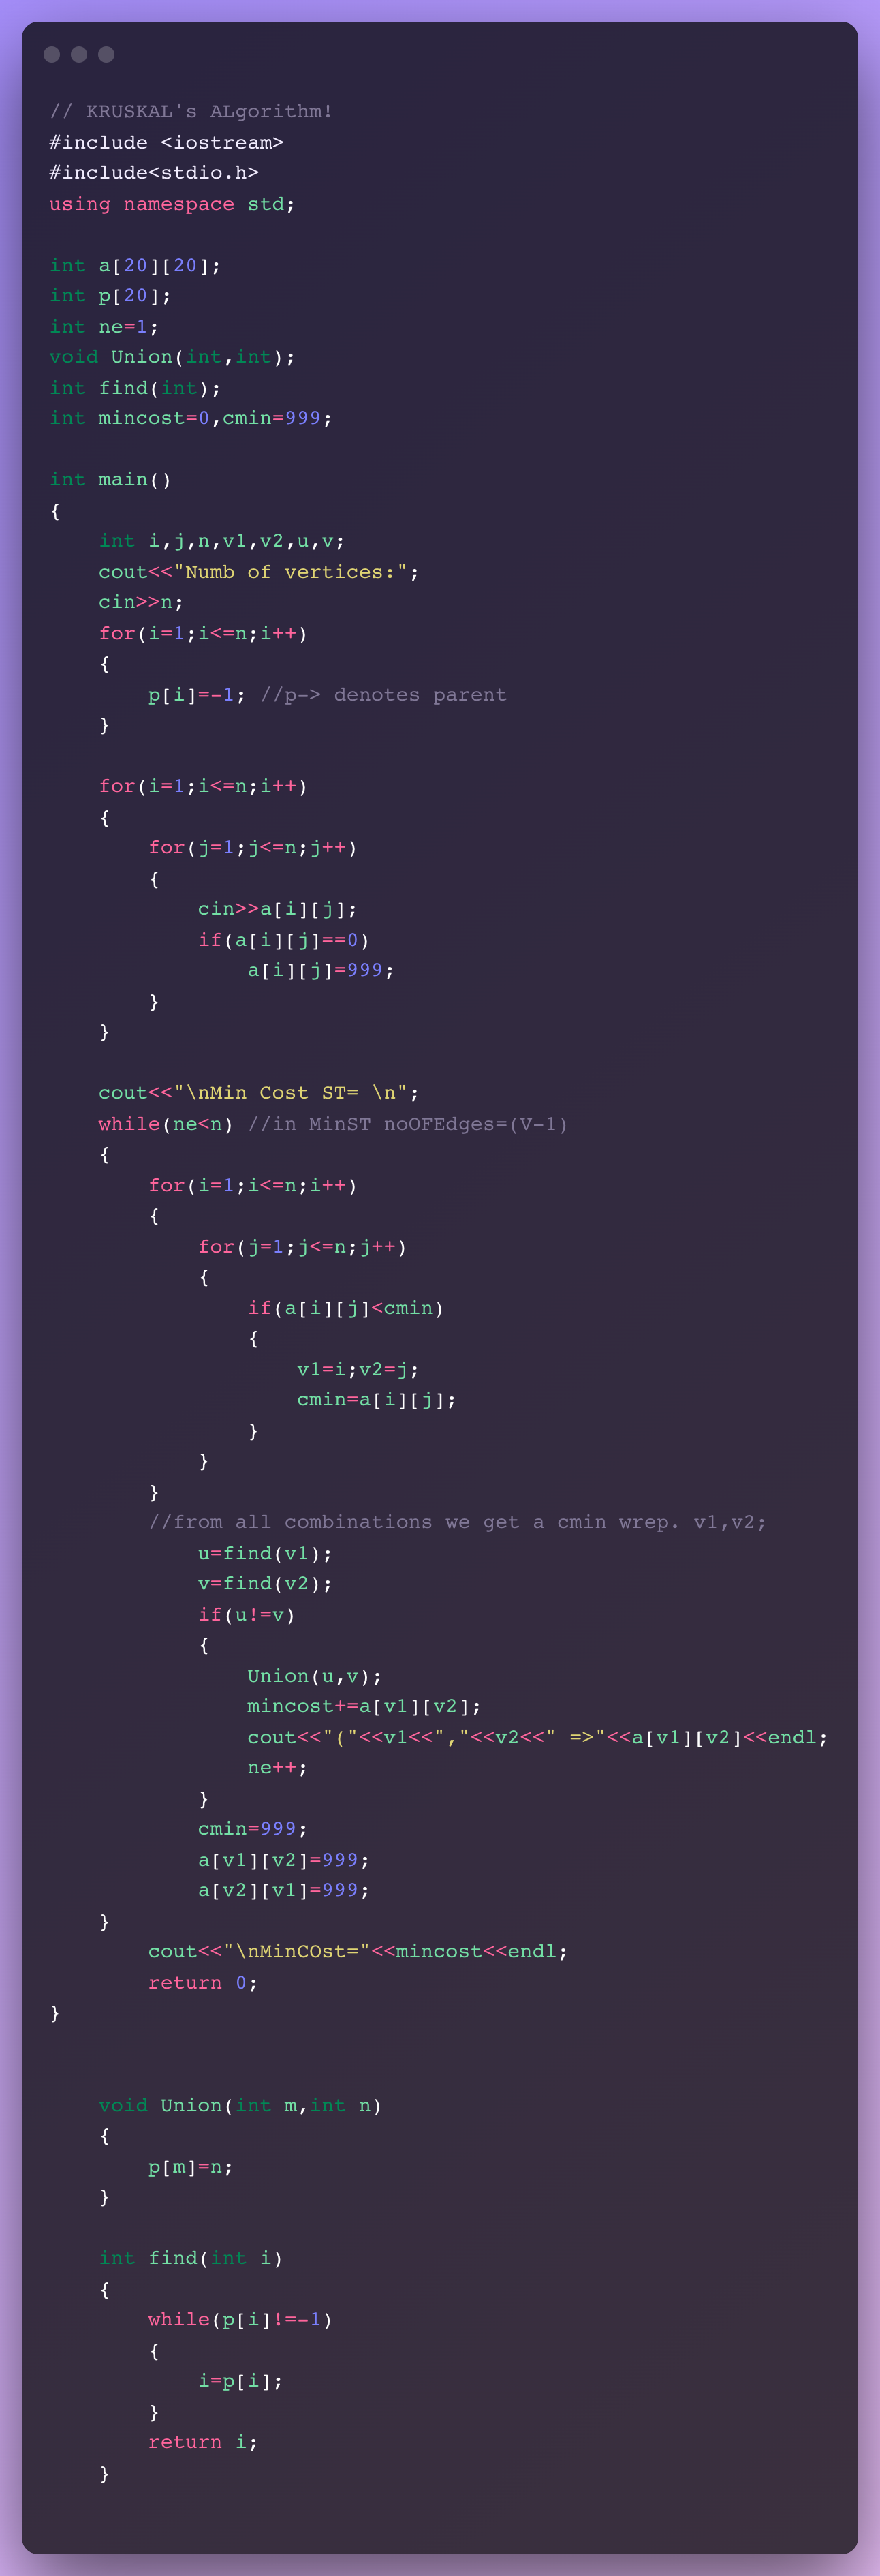 // KRUSKAL's ALgorithm!
#include <iostream>
#include<stdio.h>
using namespace std;

int a[20][20];
int p[20];
int ne=1;
void Union(int,int);
int find(int);
int mincost=0,cmin=999;

int main()
{
    int i,j,n,v1,v2,u,v;
    cout<<"Numb of vertices:";
    cin>>n;
    for(i=1;i<=n;i++)
    {
        p[i]=-1; //p-> denotes parent
    }

    for(i=1;i<=n;i++)
    {
        for(j=1;j<=n;j++)
        {
            cin>>a[i][j];
            if(a[i][j]==0)
                a[i][j]=999;
        }
    }

    cout<<"\nMin Cost ST= \n";
    while(ne<n) //in MinST noOFEdges=(V-1)
    {
        for(i=1;i<=n;i++)
        {
            for(j=1;j<=n;j++)
            {
                if(a[i][j]<cmin)
                {
                    v1=i;v2=j;
                    cmin=a[i][j];
                }
            }
        }
        //from all combinations we get a cmin wrep. v1,v2;
            u=find(v1);
            v=find(v2);
            if(u!=v)
            {
                Union(u,v);
                mincost+=a[v1][v2];
                cout<<"("<<v1<<","<<v2<<" =>"<<a[v1][v2]<<endl;
                ne++;
            }
            cmin=999;
            a[v1][v2]=999;
            a[v2][v1]=999;
    }
        cout<<"\nMinCOst="<<mincost<<endl;
        return 0;
}


    void Union(int m,int n)
    {
        p[m]=n;
    }

    int find(int i)
    {
        while(p[i]!=-1)
        {
            i=p[i];
        }
        return i;
    }